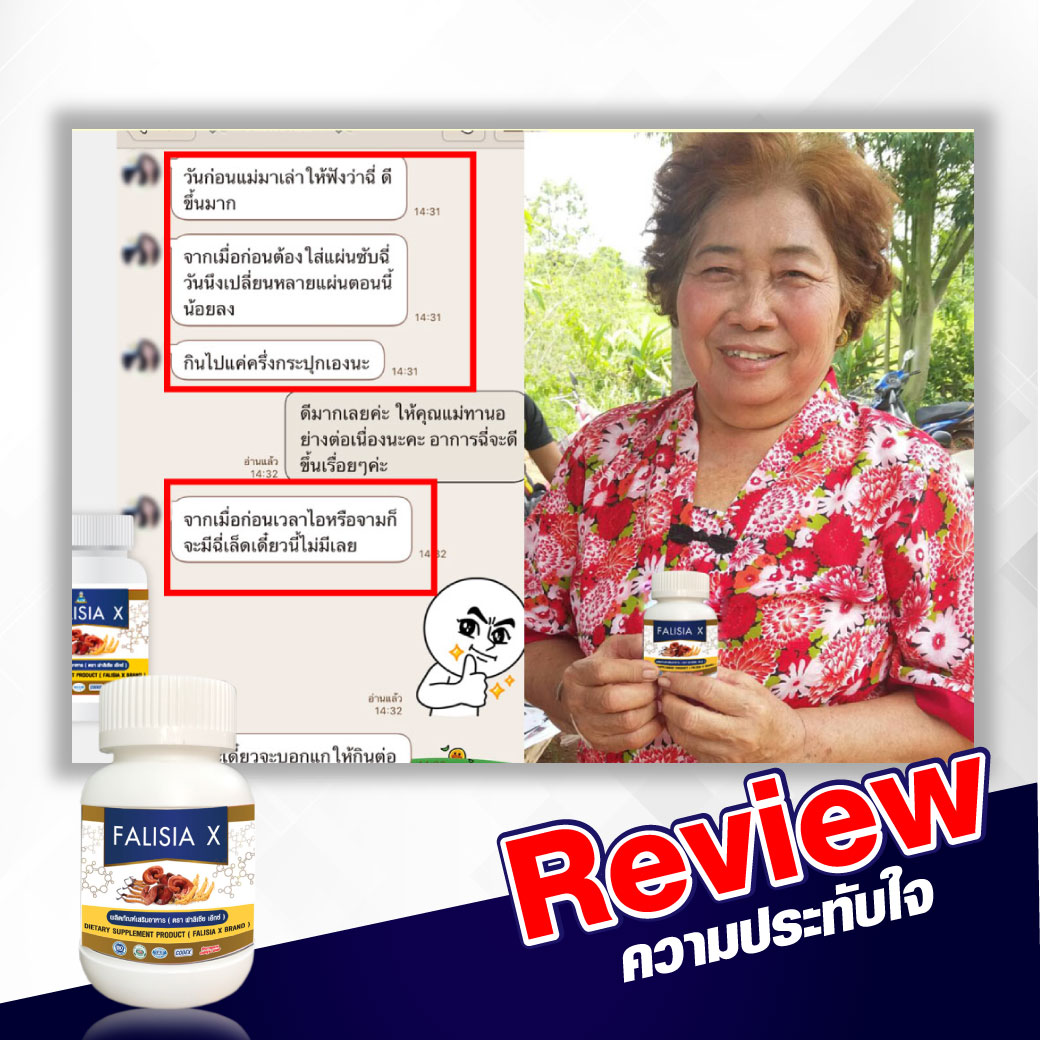 วันก่อนแม่มาเล่าให้ฟังว่าฉี่ ดี
ขึ้นมาก
14:31
จากเมื่อก่อนต้องใส่แผ่นซับฉี่
วันนึงเปลี่ยนหลายแผ่นตอนนี้
น้อยลง
14:31
กินไปแค่ครึ่งกระปุกเองนะ
14:31
ดีมากเลยค่ะ ให้คุณแม่ทานอ
ย่างต่อเนื่องนะคะ อาการฉี่จะดี
ขึ้นเรื่อยๆค่ะ
อ่านแล้ว
14:32
จากเมื่อก่อนเวลาไอหรือจามก็
จะมีฉี่เล็ดเดี๋ยวนี้ไม่มีเลย
14:32
อ่านแล้ว
14:32
เดี๋ยวจะบอกแกให้กินต่อ
ISIA X
FALISIA X
FALISIA X
ผลิตภัณฑ์เสริมอาหาร ( ตรา ฟาลิเซีย เอ็กซ์ )
DIETARY SUPPLEMENT PRODUCT ( FALISIA X BRAND )
Review
ความประทับใจ